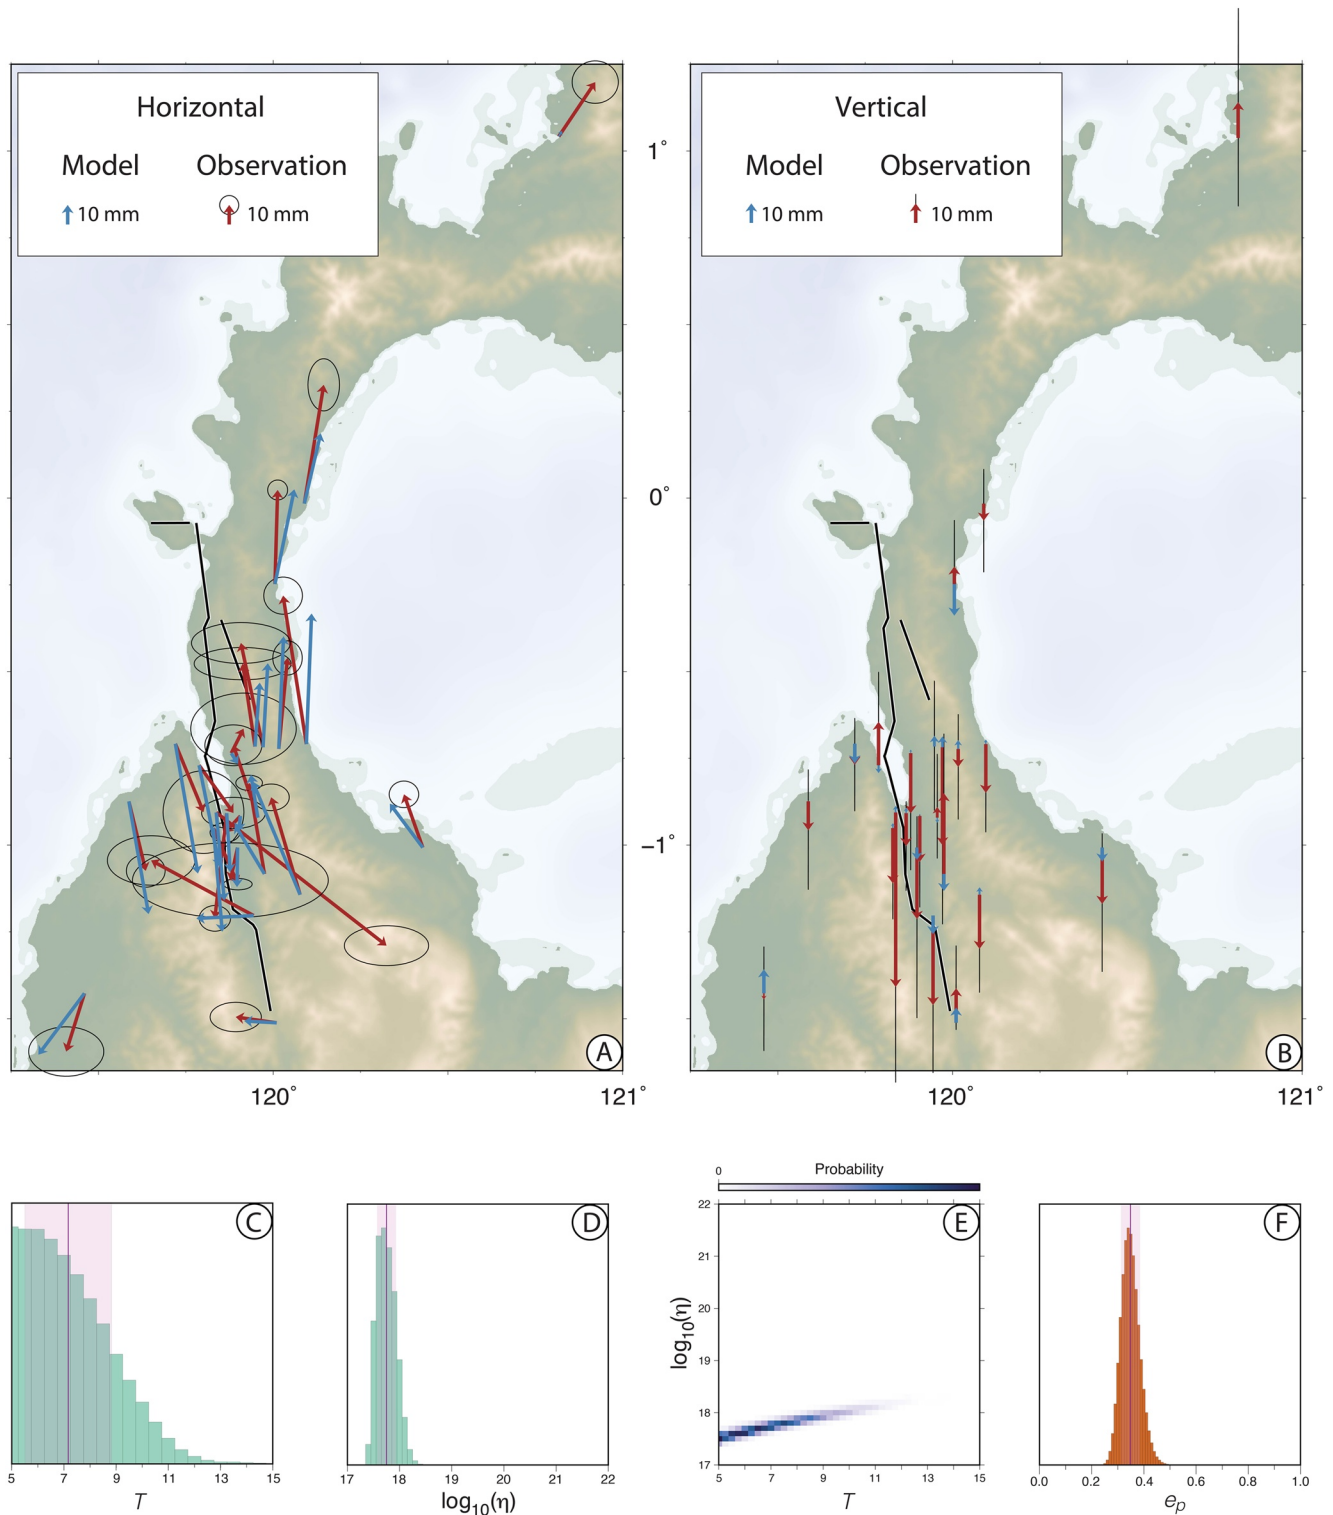 Horizontal
Model Observation
10 mm 10 mm
Vertical
Model Observation
10 mm 10 mm
1°
0°
−1°
A
B
120° 121°
120° 121°
C
5 7 9 11 13 15
T
D
17 18 19 20 21 22
log10(η)
0 Probability
E
22
21
20
19
18
17
log10(η)
5 7 9 11 13 15
T
F
0.0 0.2 0.4 0.6 0.8 1.0
ep